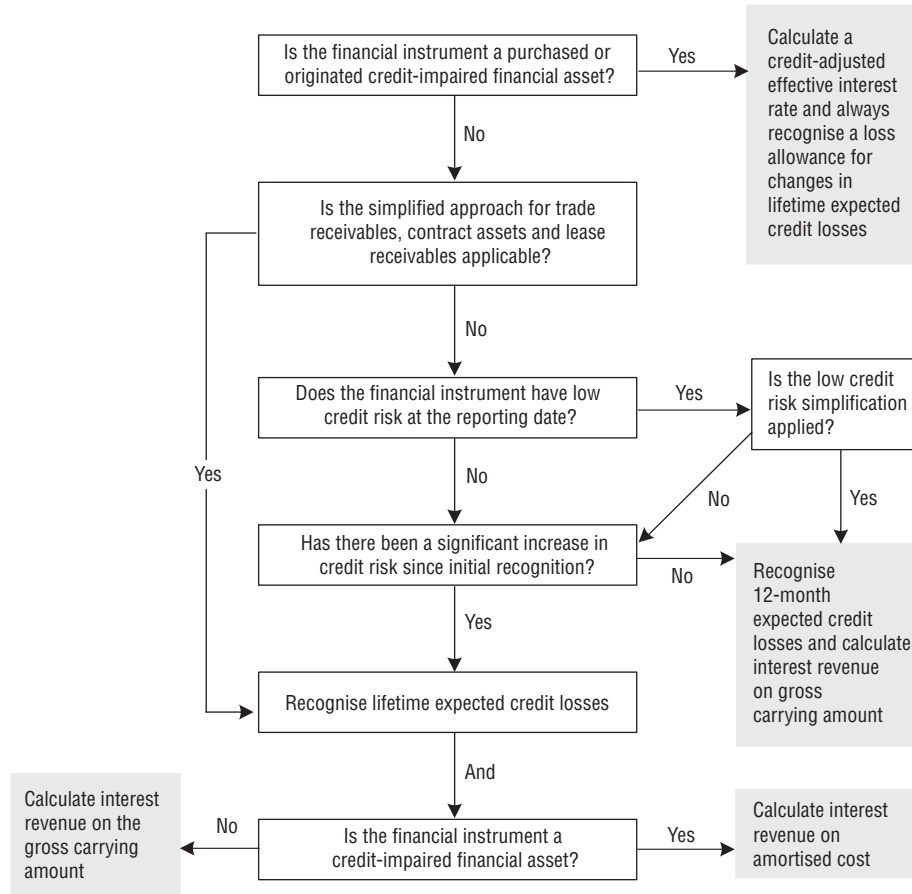 Is the financial instrument a purchased or
originated credit-impaired financial asset?
Yes
Calculate a
credit-adjusted
effective interest
rate and always
recognise a loss
allowance for
changes in
lifetime expected
credit losses
No
Is the simplified approach for trade
receivables, contract assets and lease
receivables applicable?
No
Does the financial instrument have low
credit risk at the reporting date?
Yes
Is the low credit
risk simplification
applied?
Yes
No
No
Yes
Has there been a significant increase in
credit risk since initial recognition?
No
Recognise
12-month
expected credit
losses and calculate
interest revenue
on gross
carrying amount
Yes
Recognise lifetime expected credit losses
And
Calculate interest
revenue on the
gross carrying
amount
No
Is the financial instrument a
credit-impaired financial asset?
Yes
Calculate interest
revenue on
amortised cost